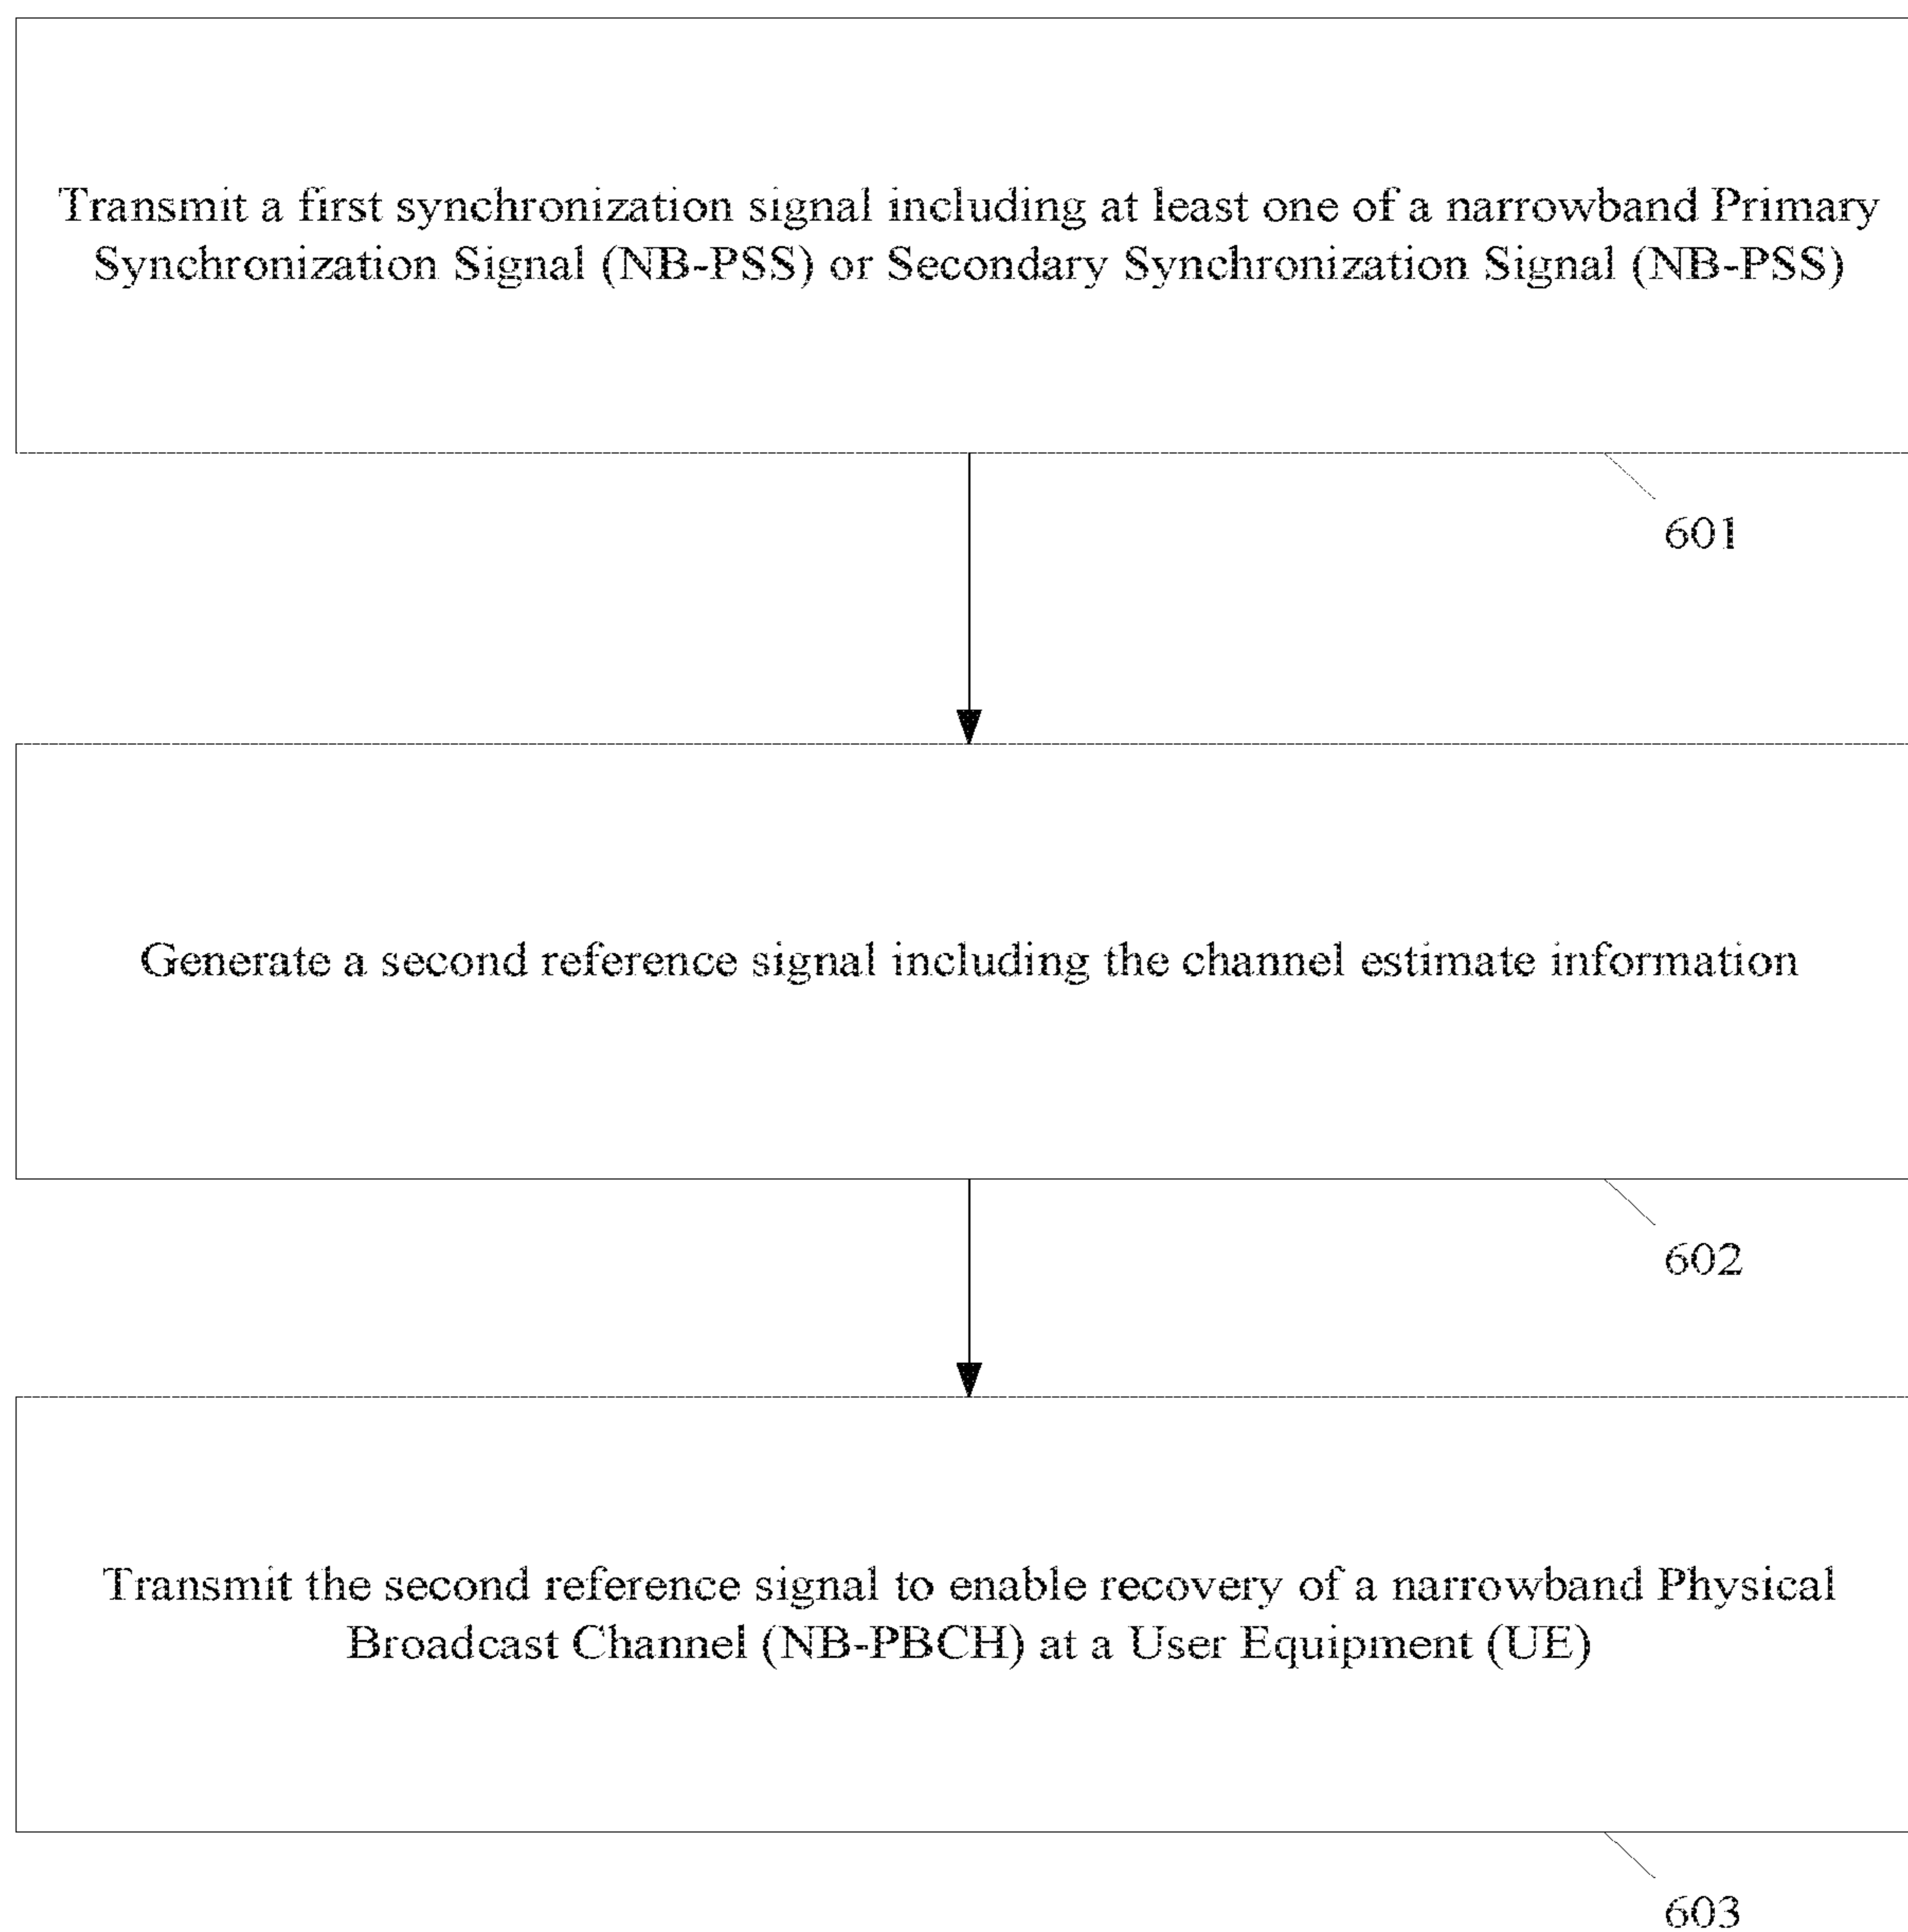 Transmit a first synchronization signal including at least one of a narrowband Primary
Synchronization Signal (NB-PSS) or Secondary Synchronization Signal (NB-PSS)
601
Generate a second reference signal including the channel estimate information
602
Transmit the second reference signal to enable recovery of a narrowband Physical
Broadcast Channel (NB-PBCH) at a User Equipment (UE)
603